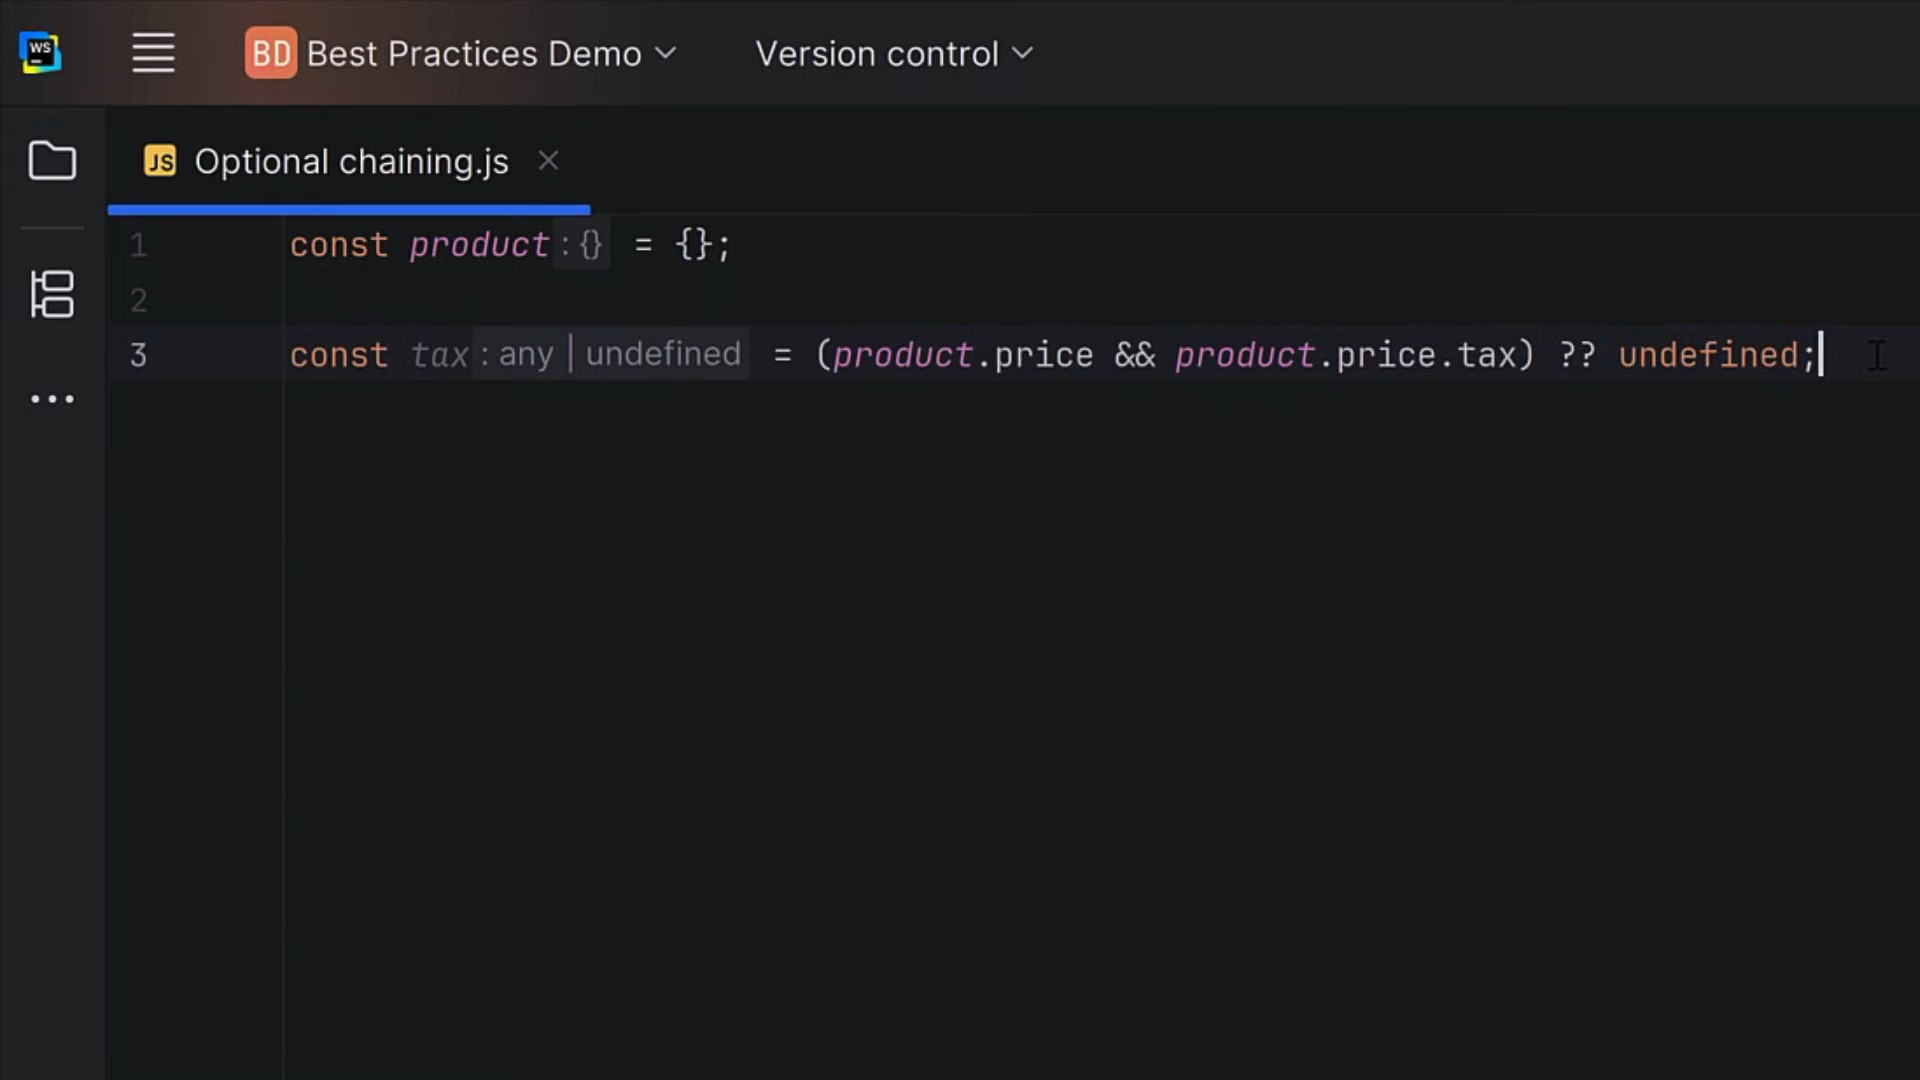 WS
BD Best Practices Demo Version control
JS Optional chaining.js
1 const product : {} = {};
2
3 const tax : any | undefined = (product.price && product.price.tax) ?? undefined;